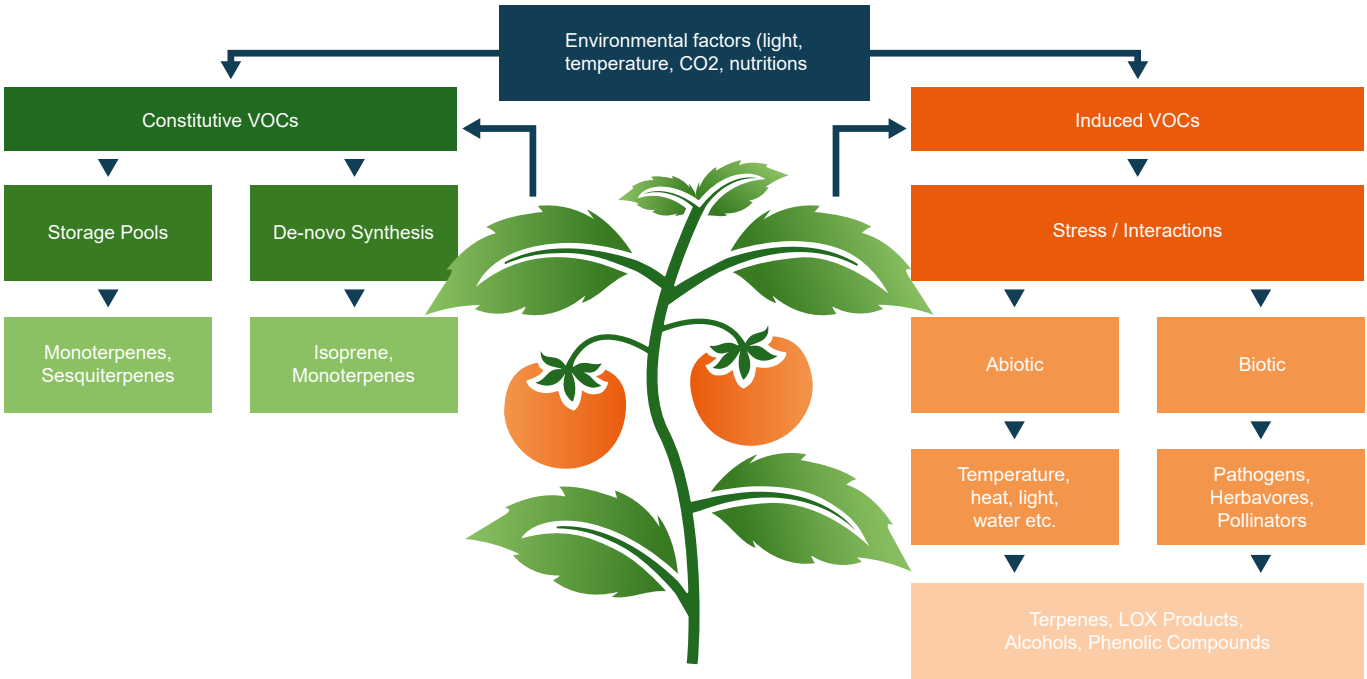 Environmental factors (light,
temperature, CO2, nutritions
Constitutive VOCs
Induced VOCs
Storage Pools
De-novo Synthesis
Stress / Interactions
Monoterpenes,
Sesquiterpenes
Isoprene,
Monoterpenes
Abiotic
Biotic
Temperature,
heat, light,
water etc.
Pathogens,
Herbavores,
Pollinators
Terpenes, LOX Products,
Alcohols, Phenolic Compounds